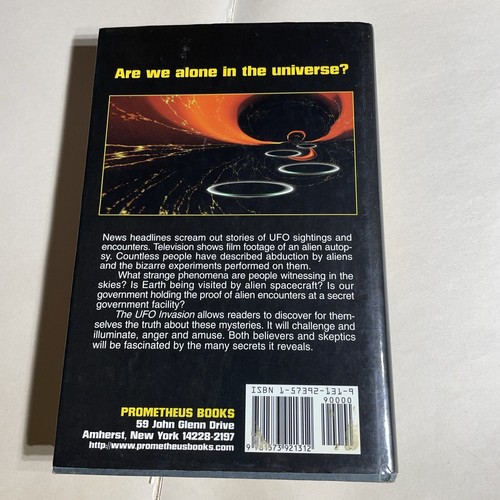 Are we alone in the universe?
News headlines scream out stories of UFO sightings and
encounters. Television shows film footage of an alien autop-
sy. Countless people have described abduction by aliens
and the bizarre experiments performed on them.
What strange phenomena are people witnessing in the
skies? Is Earth being visited by alien spacecraft? Is our
government holding the proof of alien encounters at a secret
government facility?
The UFO Invasion allows readers to discover for them-
selves the truth about these mysteries. It will challenge and
illuminate, anger and amuse. Both believers and skeptics
will be fascinated by the many secrets it reveals.
ISBN 1-57392-131-9
90000
PROMETHEUS BOOKS
59 John Glenn Drive
Amherst, New York 14228-2197
http://www.prometheusbooks.com
9 781573 921312